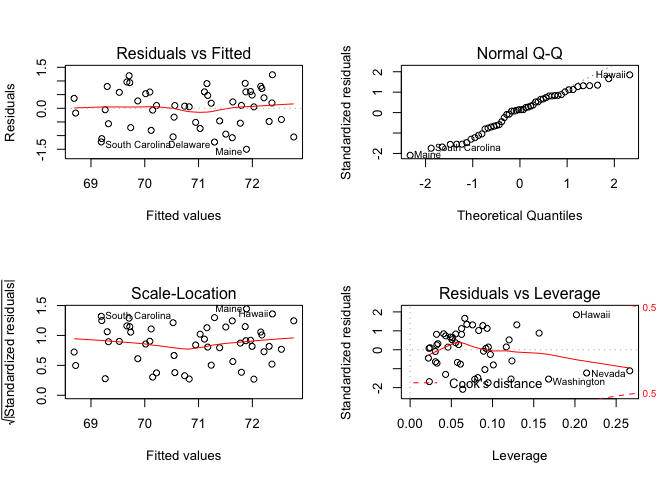 Residuals vs Fitted
Residuals
1.5
0.0
-1.5
South Carolina
Delaware
Maine
69 70 71 72
Fitted values
Normal Q-Q
Standardized residuals
2
1
0
-2
Hawaii
South Carolina
Maine
-2 -1 0 1 2
Theoretical Quantiles
Scale-Location
√|Standardized residuals|
1.5
1.0
0.5
0.0
South Carolina
Maine
Hawaii
69 70 71 72
Fitted values
Residuals vs Leverage
Standardized residuals
2
1
0
-2
Hawaii
Nevada
Washington
Cook's distance
0.5
0.5
0.00 0.05 0.10 0.15 0.20 0.25
Leverage